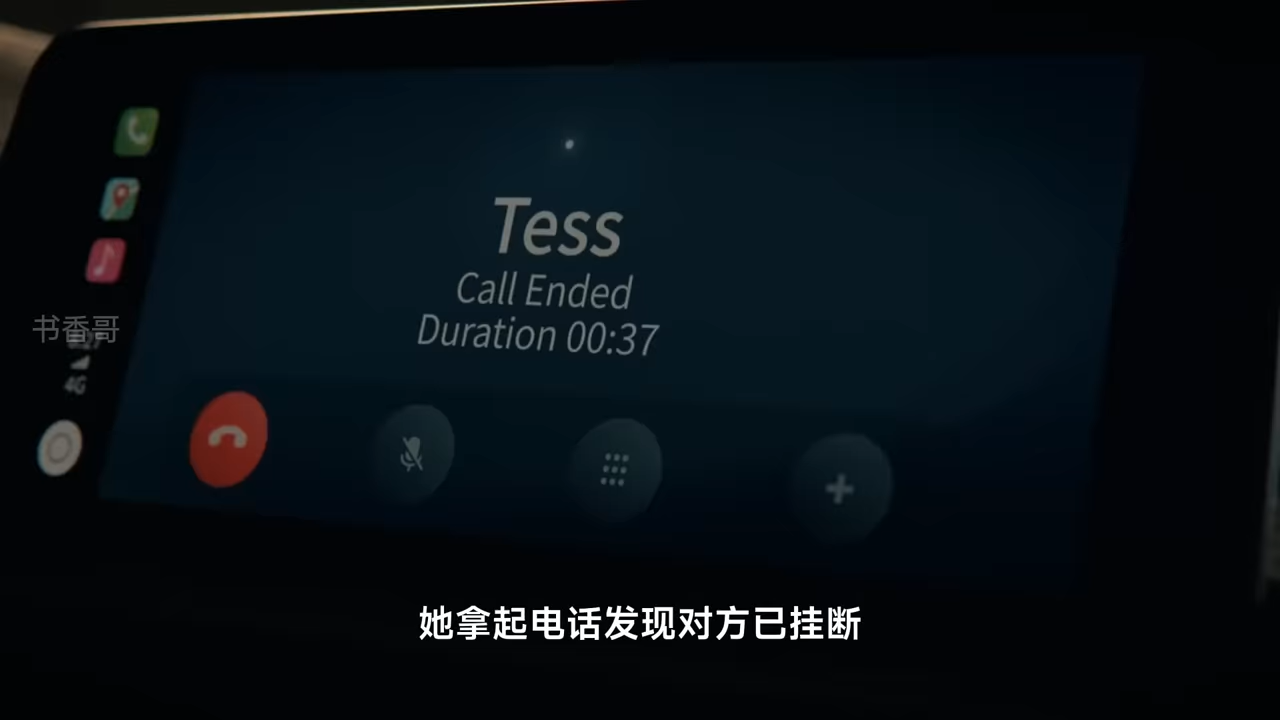 Tess
Call Ended
Duration 00:37
书香哥
4G
她拿起电话发现对方已挂断